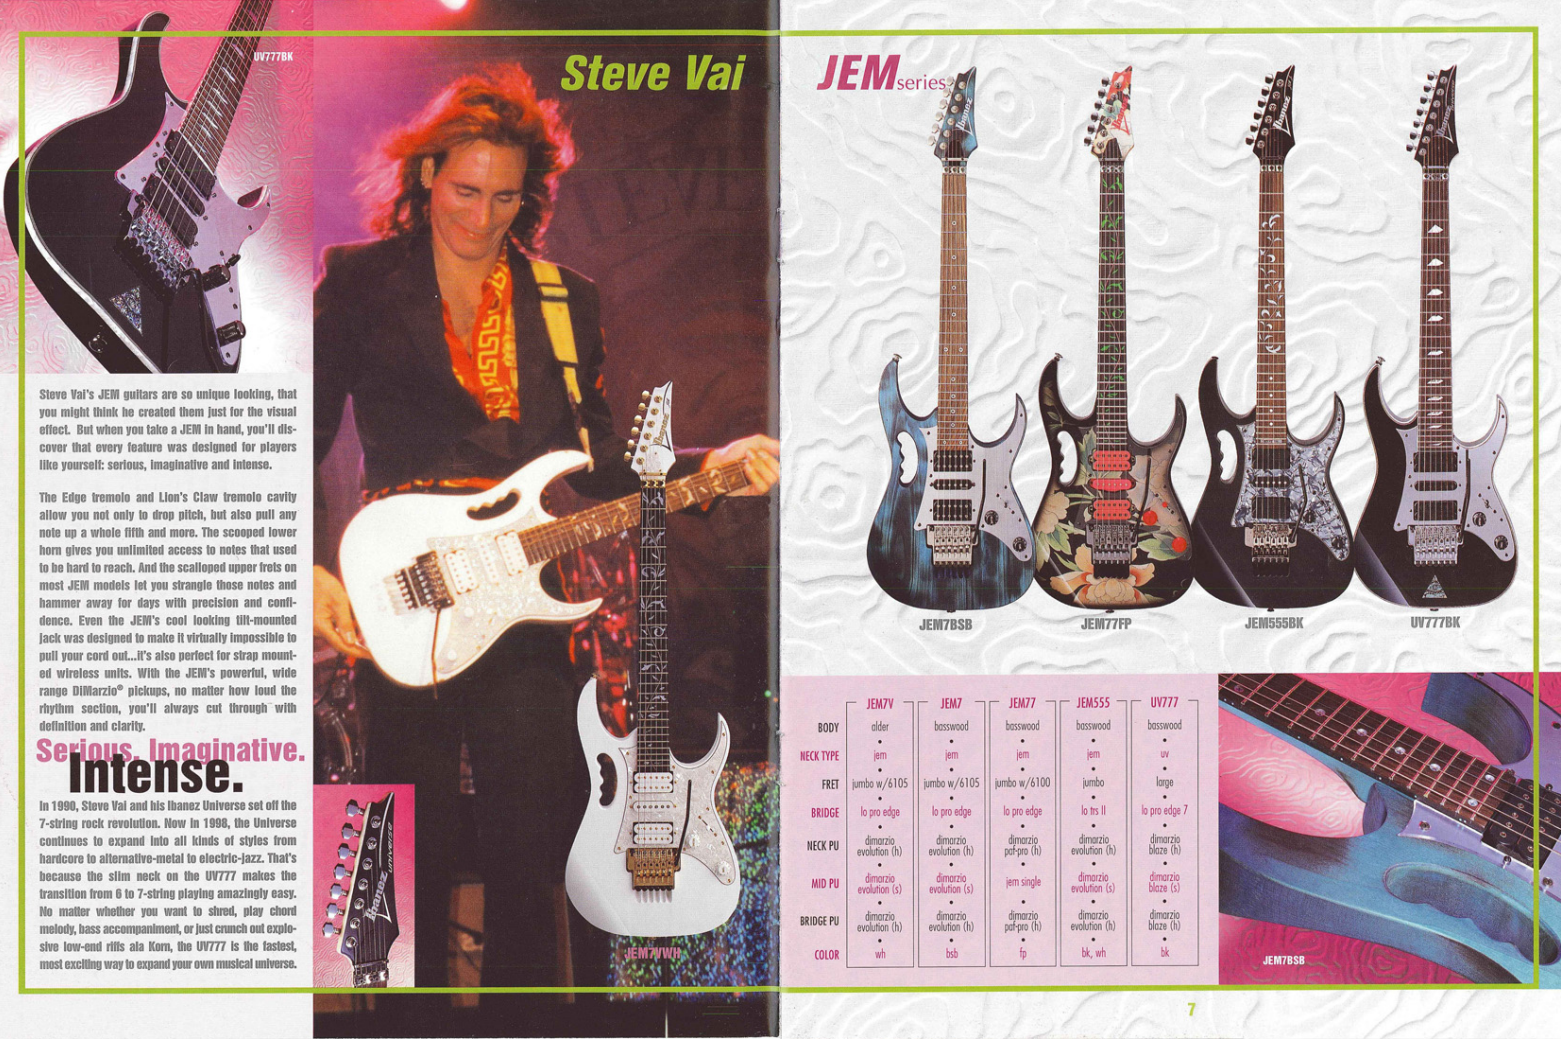 UV777BK
Steve Vai
Steve Vai's JEM guitars are so unique looking, that
you might think he created them just for the visual
effect. But when you take a JEM in hand, you'll dis-
cover that every feature was designed for players
like yourself: serious, imaginative and intense.
The Edge tremolo and Lion's Claw tremolo cavity
allow you not only to drop pitch, but also pull any
note up a whole fifth and more. The scooped lower
horn gives you unlimited access to notes that used
to be hard to reach. And the scalloped upper frets on
most JEM models let you strangle those notes and
hammer away for days with precision and confi-
dence. Even the JEM's cool looking tilt-mounted
jack was designed to make it virtually impossible to
pull your cord out...it's also perfect for strap mount-
ed wireless units. With the JEM's powerful, wide
range DiMarzio® pickups, no matter how loud the
rhythm section, you'll always cut through with
definition and clarity.
Serious. Imaginative.
Intense.
In 1990, Steve Vai and his Ibanez Universe set off the
7-string rock revolution. Now in 1998, the Universe
continues to expand into all kinds of styles from
hardcore to alternative-metal to electric-jazz. That's
because the slim neck on the UV777 makes the
transition from 6 to 7-string playing amazingly easy.
No matter whether you want to shred, play chord
melody, bass accompaniment, or just crunch out explo-
sive low-end riffs ala Korn, the UV777 is the fastest,
most exciting way to expand your own musical universe.
Ibanez
Ibanez universe
JEM7VWH
JEM series
Ibanez
Ibanez
Ibanez
Ibanez
JEM7BSB JEM77FP JEM555BK UV777BK
JEM7V JEM7 JEM77 JEM555 UV777
BODY alder basswood basswood basswood basswood
NECK TYPE jem jem jem jem uv
FRET jumbo w/6105 jumbo w/6105 jumbo w/6100 jumbo large
BRIDGE lo pro edge lo pro edge lo pro edge lo trs II lo pro edge 7
NECK PU dimarzio evolution (h) dimarzio evolution (h) dimarzio paf-pro (h) dimarzio evolution (h) dimarzio blaze (h)
MID PU dimarzio evolution (s) dimarzio evolution (s) jem single dimarzio evolution (s) dimarzio blaze (s)
BRIDGE PU dimarzio evolution (h) dimarzio evolution (h) dimarzio paf-pro (h) dimarzio evolution (h) dimarzio blaze (h)
COLOR wh bsb fp bk, wh bk
JEM7BSB
7